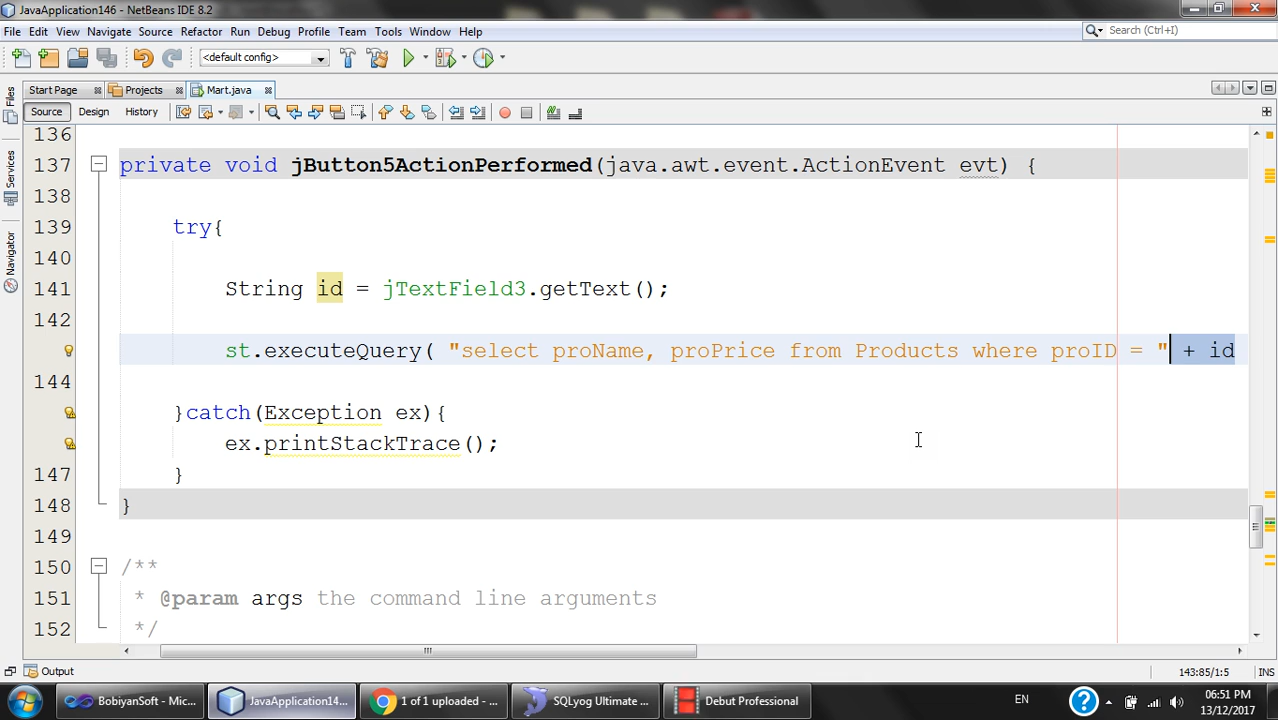 JavaApplication146 - NetBeans IDE 8.2
File Edit View Navigate Source Refactor Run Debug Profile Team Tools Window Help
Search (Ctrl+I)
<default config>
Start Page Projects Mart.java
Source Design History
Files
Services
Navigator
136
137 private void jButton5ActionPerformed(java.awt.event.ActionEvent evt) {
138
139 try{
140
141 String id = jTextField3.getText();
142
st.executeQuery( "select proName, proPrice from Products where proID = " + id
144
}catch(Exception ex){
ex.printStackTrace();
147 }
148 }
149
150 /**
151 * @param args the command line arguments
152 */
Output
143:85/1:5 INS
BobiyanSoft - Mic...
JavaApplication14...
1 of 1 uploaded - ...
SQLyog Ultimate ...
Debut Professional
EN
06:51 PM
13/12/2017